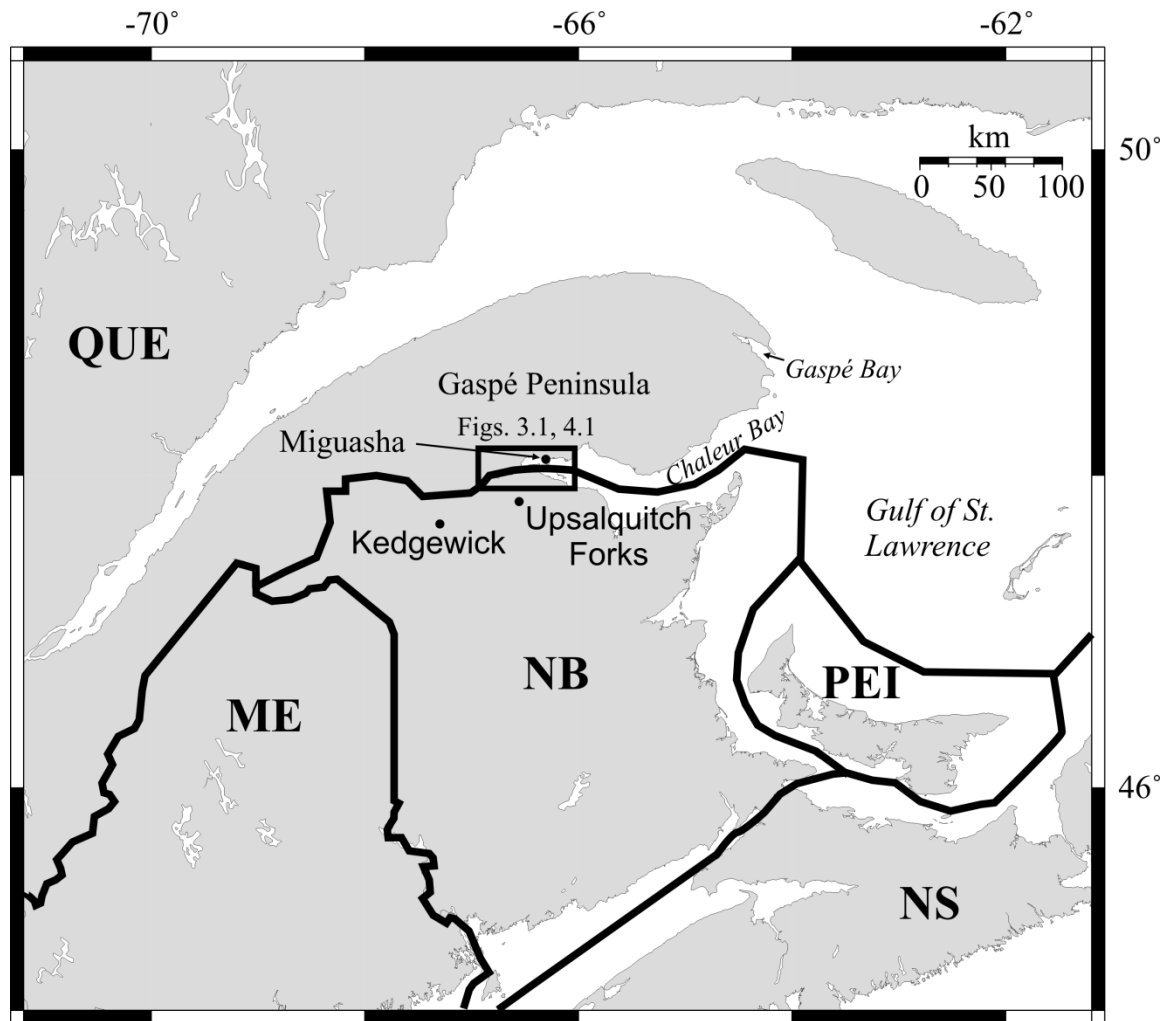 -70˚
-66˚
-62˚
km
0 50 100
50˚
QUE
Gaspé Bay
Gaspé Peninsula
Figs. 3.1, 4.1
Miguasha
Chaleur Bay
Gulf of St.
Lawrence
Kedgewick
Upsalquitch
Forks
NB
PEI
ME
46˚
NS